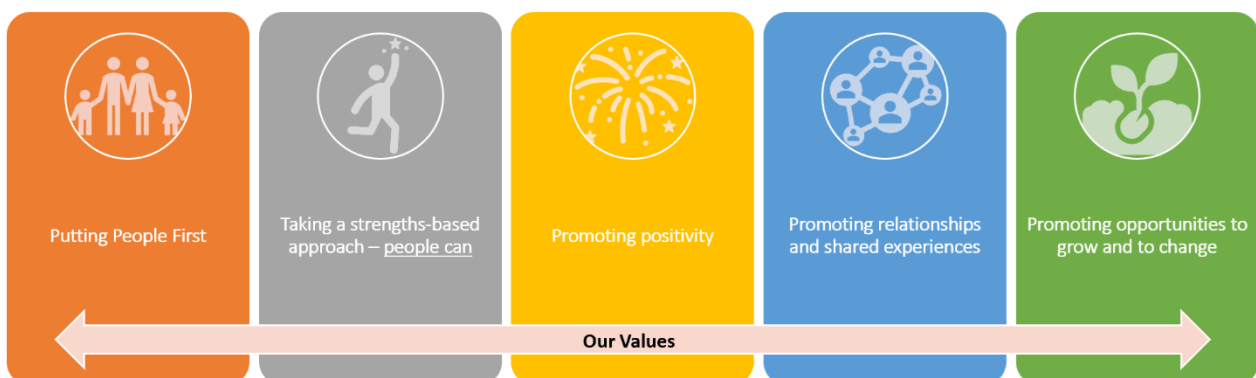 Putting People First
Taking a strengths-based
approach – people can
Promoting positivity
Promoting relationships
and shared experiences
Promoting opportunities to
grow and to change
Our Values